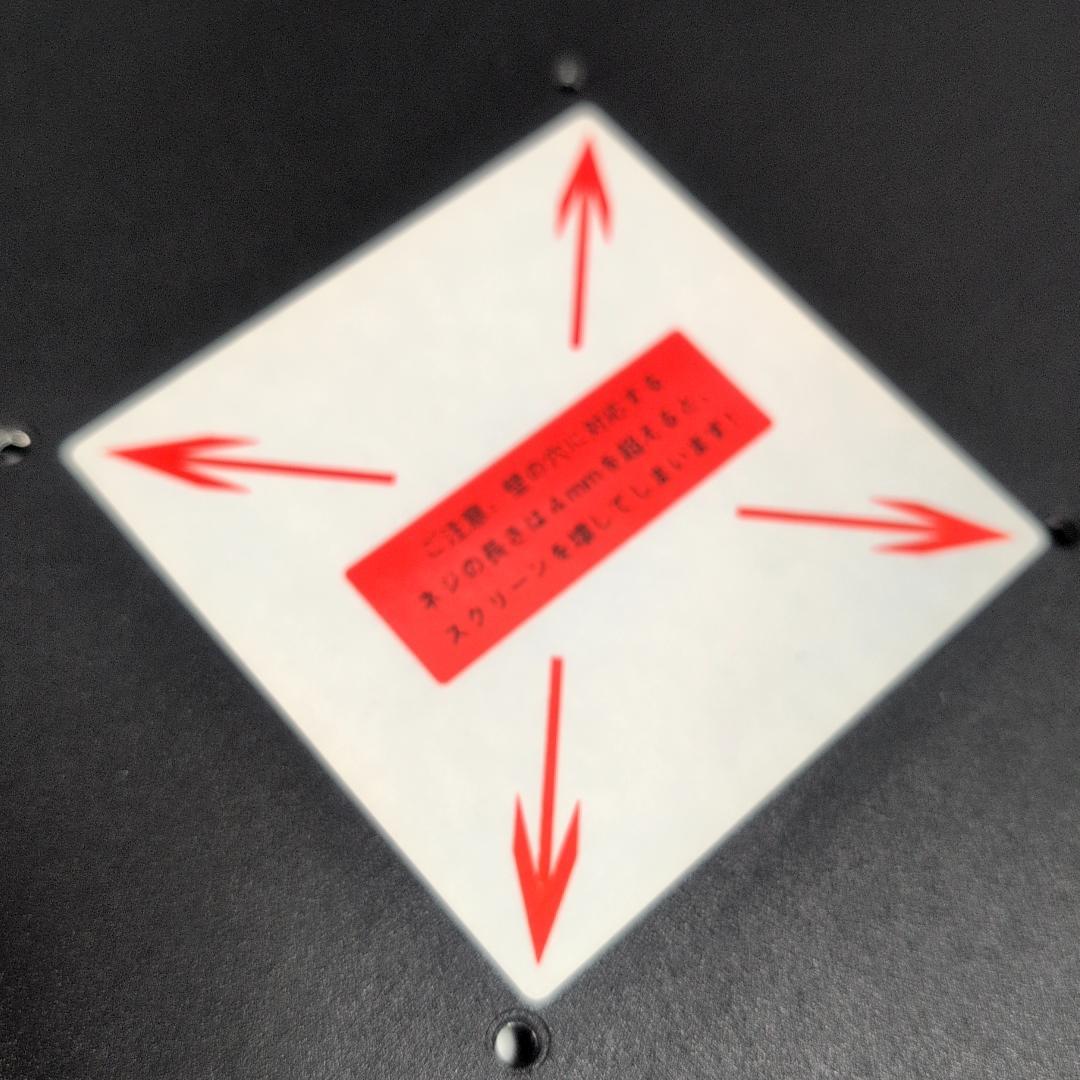 ご注意、壁の穴に対応する
ネジの長さは4mmを超えると、
スクリーンを壊してしまいます!